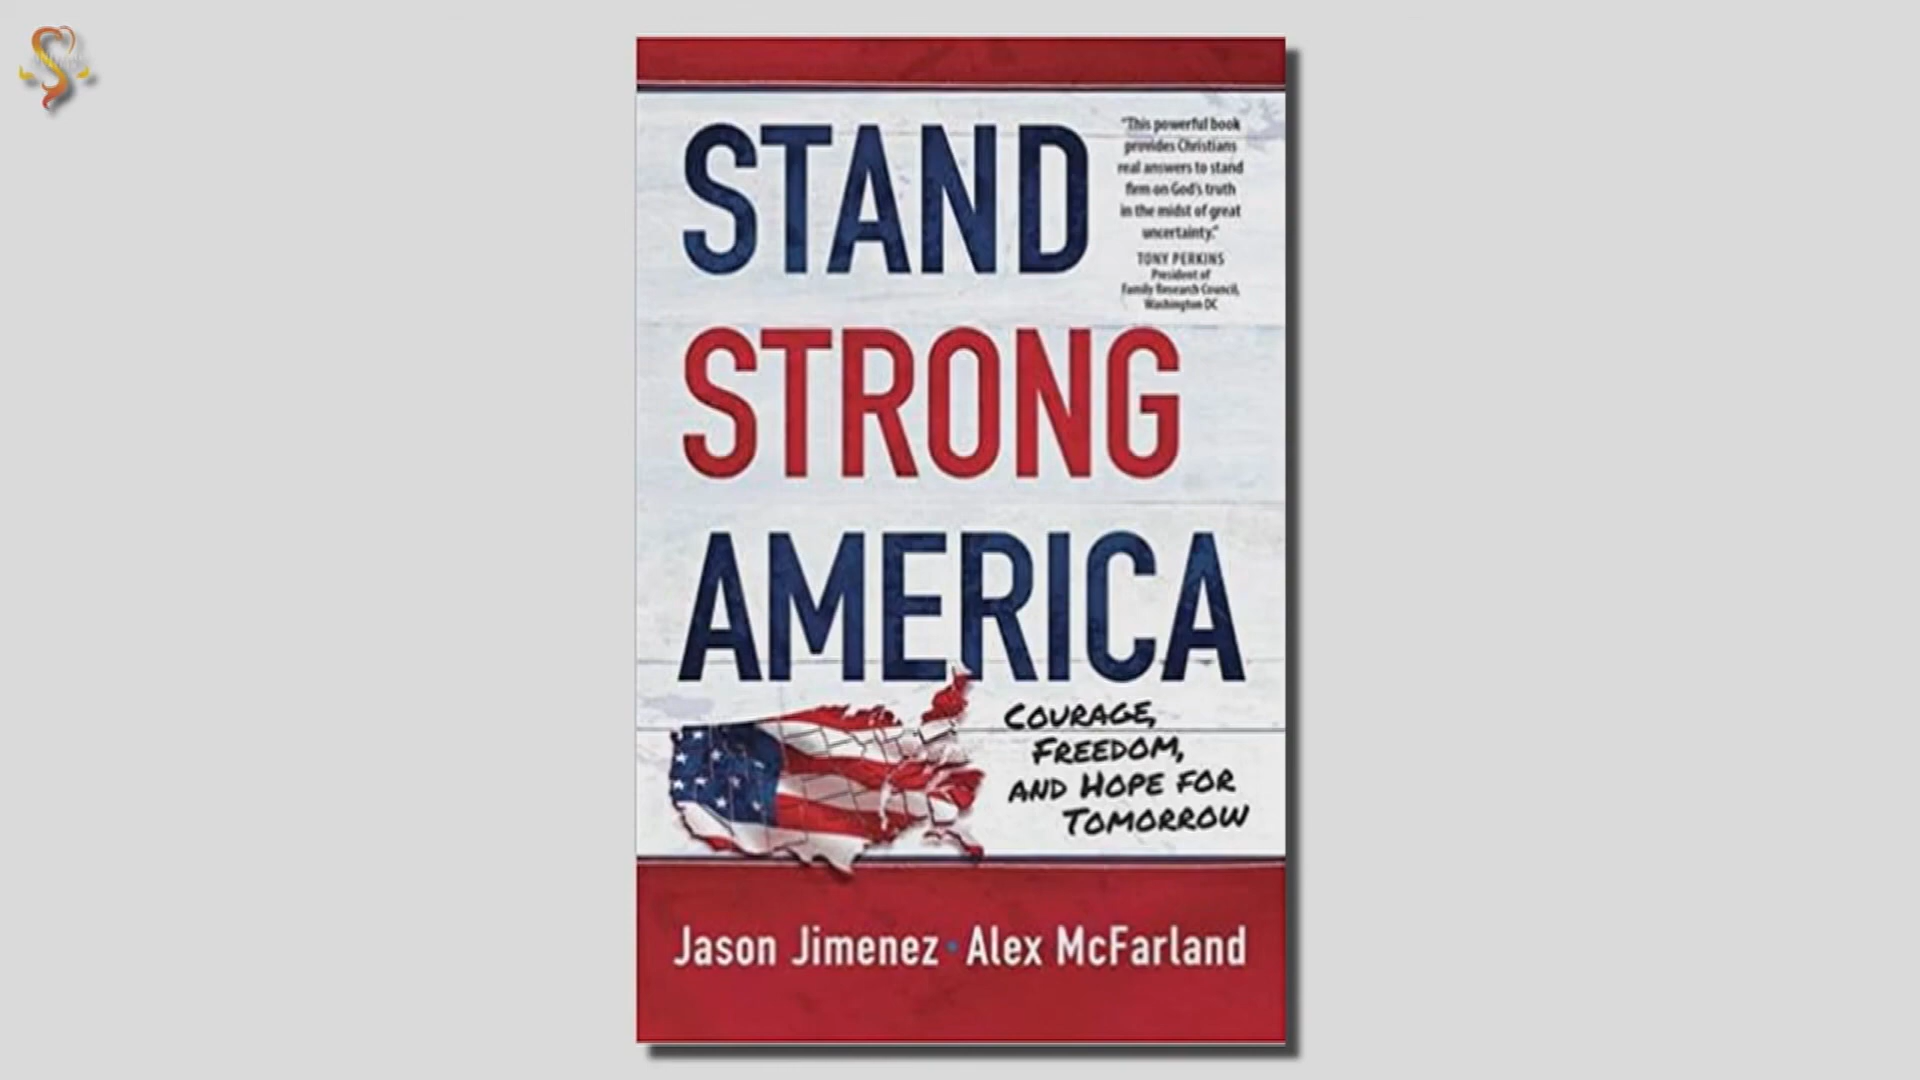 STAND
"This powerful book
provides Christians
real answers to stand
firm on God's truth
in the midst of great
uncertainty."
TONY PERKINS
President of
Family Research Council,
Washington DC
STRONG
AMERICA
COURAGE,
FREEDOM,
AND HOPE FOR
TOMORROW
Jason Jimenez • Alex McFarland